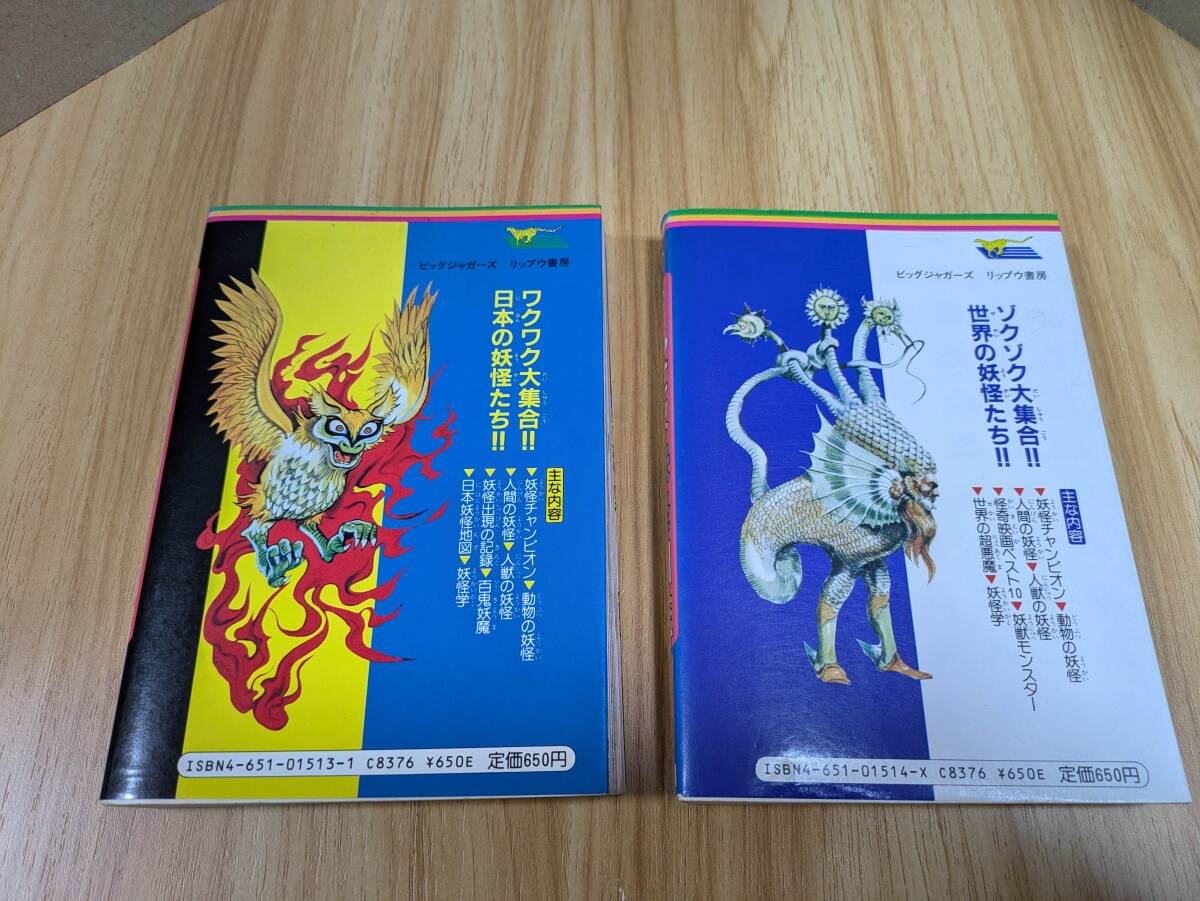 ビッグジャガーズ リップウ書房
ワクワク大集合!!
日本の妖怪たち!!
主な内容
▼妖怪チャンピオン▼動物の妖怪
▼人間の妖怪▼人獣の妖怪
▼妖怪出現の記録▼百鬼妖魔
▼日本妖怪地図▼妖怪学
ISBN4-651-01513-1 C8376 ¥650E 定価650円
ビッグジャガーズ リップウ書房
ゾクゾク大集合!!
世界の妖怪たち!!
主な内容
▼妖怪チャンピオン▼動物の妖怪
▼人間の妖怪▼人獣の妖怪
▼怪奇映画ベスト10▼妖獣モンスター
▼世界の超悪魔▼妖怪学
ISBN4-651-01514-X C8376 ¥650E 定価650円